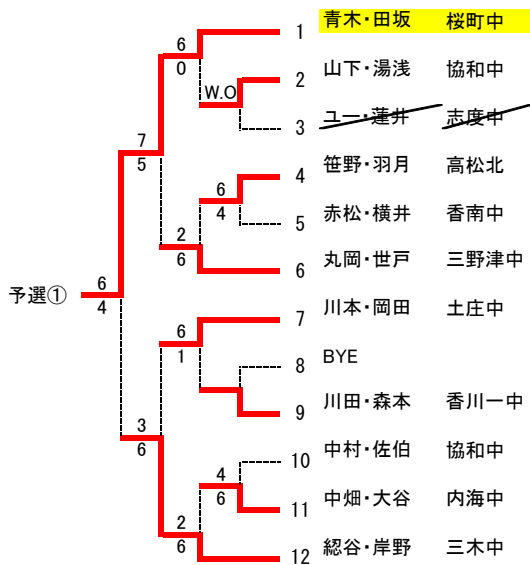 青木・田坂 桜町中
6
1
0
山下・湯浅 協和中
W.O
2
ユー・蓮井 志度中
3
7
5
笹野・羽月 高松北
4
6
4
赤松・横井 香南中
5
2
6
丸岡・世戸 三野津中
6
予選① 6
4
川本・岡田 土庄中
7
6
1
BYE
8
川田・森本 香川一中
9
3
6
中村・佐伯 協和中
10
4
6
中畑・大谷 内海中
11
2
6
総谷・岸野 三木中
12